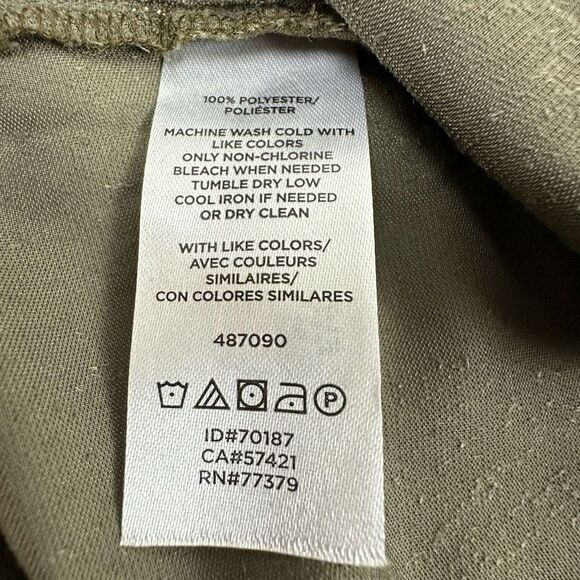 100% POLYESTER/
POLIÉSTER
MACHINE WASH COLD WITH
LIKE COLORS
ONLY NON-CHLORINE
BLEACH WHEN NEEDED
TUMBLE DRY LOW
COOL IRON IF NEEDED
OR DRY CLEAN
WITH LIKE COLORS/
AVEC COULEURS
SIMILAIRES/
CON COLORES SIMILARES
487090
P
ID#70187
CA#57421
RN#77379